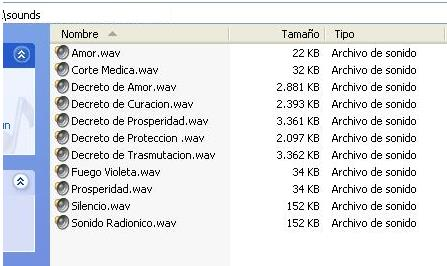 \sounds
Nombre Tamaño Tipo
Amor.wav 22 KB Archivo de sonido
Corte Medica.wav 32 KB Archivo de sonido
Decreto de Amor.wav 2.881 KB Archivo de sonido
Decreto de Curacion.wav 2.393 KB Archivo de sonido
Decreto de Prosperidad.wav 3.361 KB Archivo de sonido
Decreto de Proteccion .wav 2.097 KB Archivo de sonido
Decreto de Trasmutacion.wav 3.362 KB Archivo de sonido
Fuego Violeta.wav 34 KB Archivo de sonido
Prosperidad.wav 34 KB Archivo de sonido
Silencio.wav 152 KB Archivo de sonido
Sonido Radionico.wav 152 KB Archivo de sonido